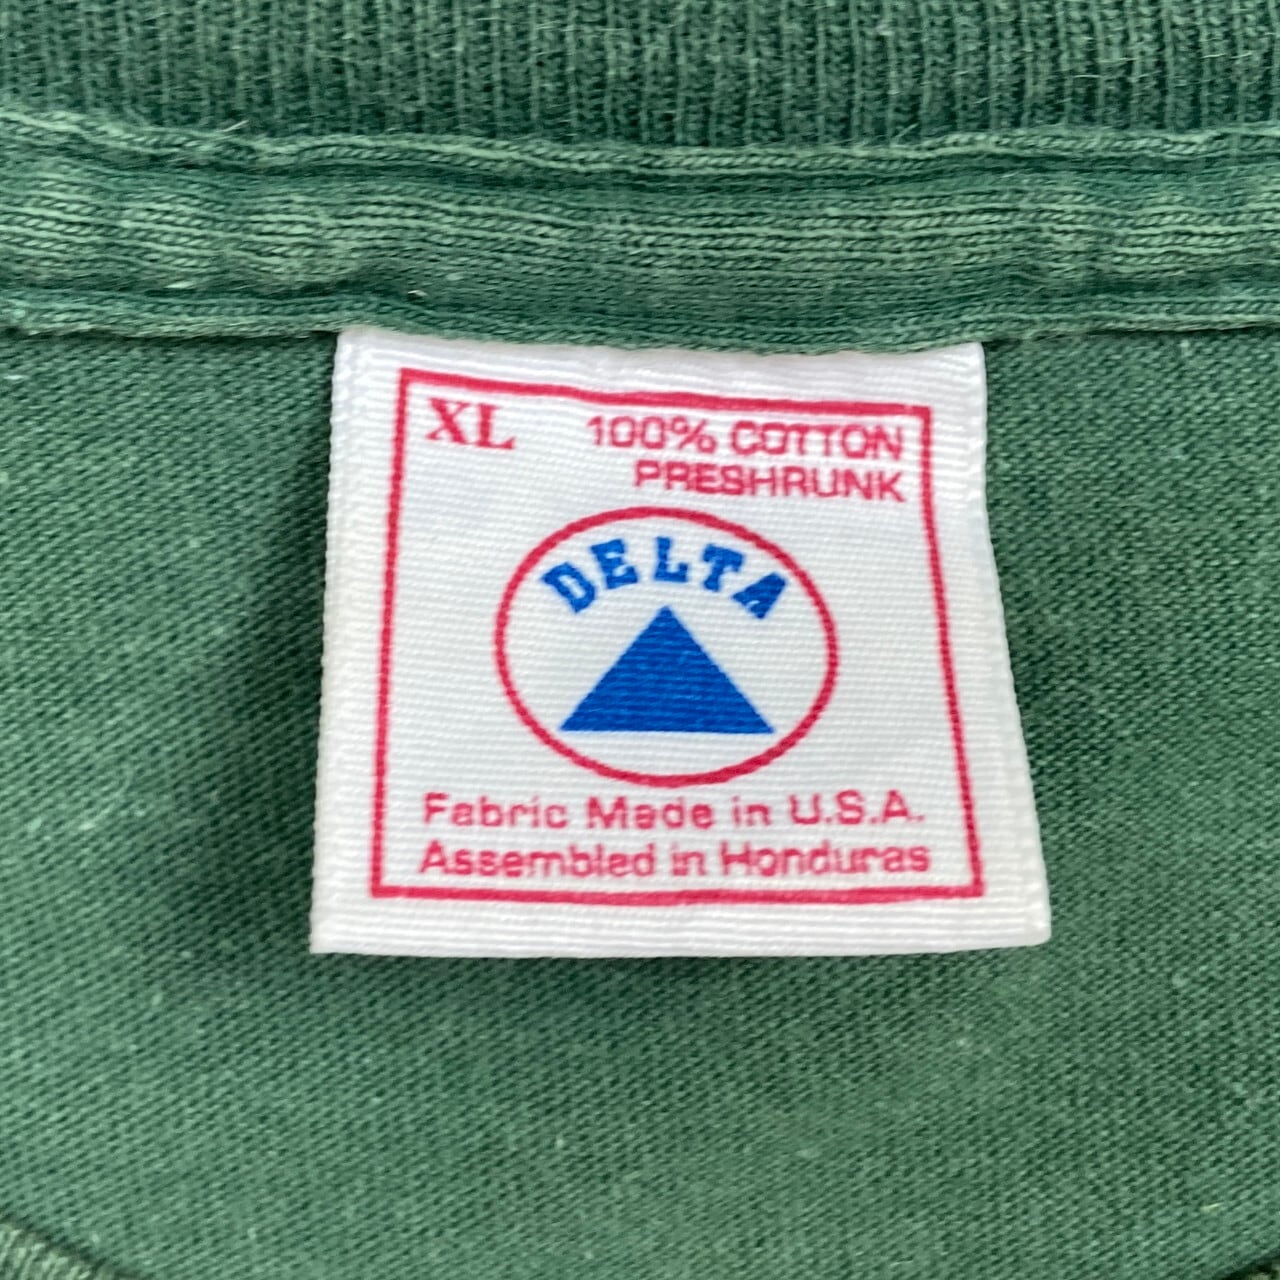 XL 100% COTTON
PRESHRUNK
DELTA
Fabric Made in U.S.A.
Assembled in Honduras